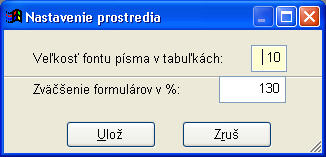 Nastavenie prostredia
Veľkosť fontu písma v tabuľkách: 10
Zväčšenie formulárov v %: 130
Ulož Zruš